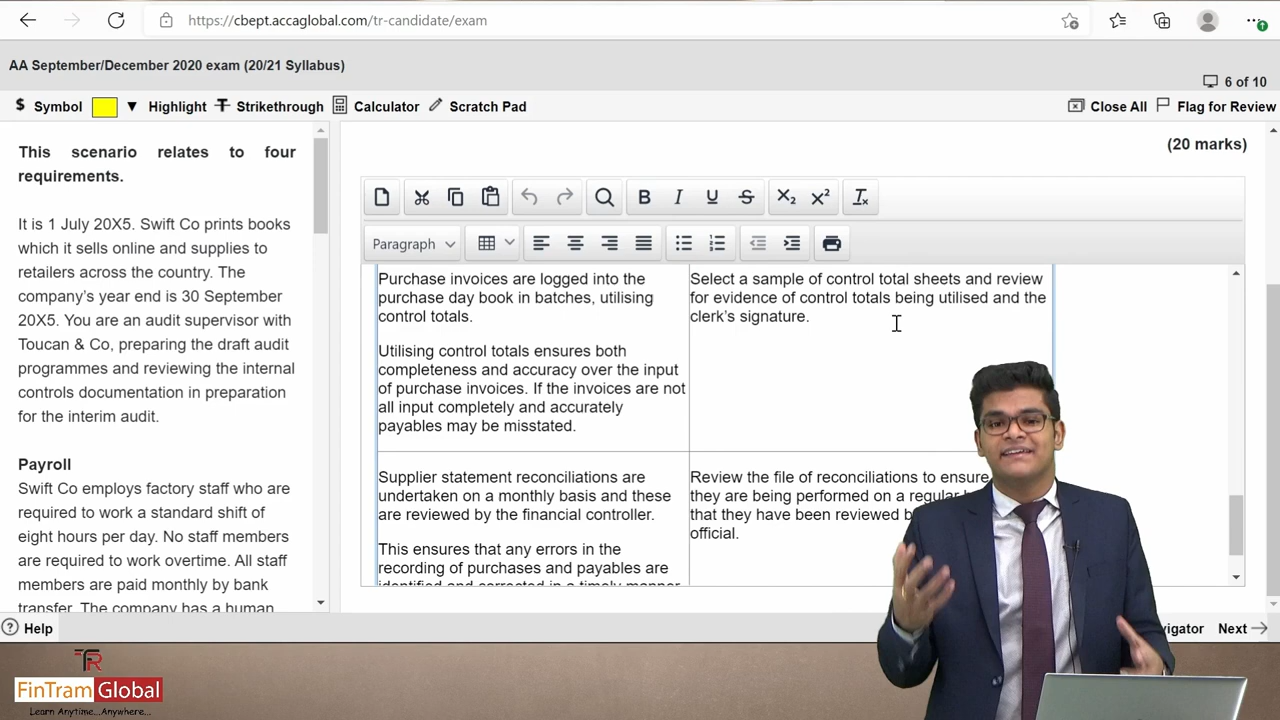 https://cbept.accaglobal.com/tr-candidate/exam
AA September/December 2020 exam (20/21 Syllabus)
6 of 10
$ Symbol Highlight Strikethrough Calculator Scratch Pad Close All Flag for Review
This scenario relates to four
requirements.
It is 1 July 20X5. Swift Co prints books
which it sells online and supplies to
retailers across the country. The
company's year end is 30 September
20X5. You are an audit supervisor with
Toucan & Co, preparing the draft audit
programmes and reviewing the internal
controls documentation in preparation
for the interim audit.
Payroll
Swift Co employs factory staff who are
required to work a standard shift of
eight hours per day. No staff members
are required to work overtime. All staff
members are paid monthly by bank
transfer. The company has a human
(20 marks)
B I U S X₂ X² Ix
Paragraph
Purchase invoices are logged into the
purchase day book in batches, utilising
control totals.
Utilising control totals ensures both
completeness and accuracy over the input
of purchase invoices. If the invoices are not
all input completely and accurately
payables may be misstated.
Select a sample of control total sheets and review
for evidence of control totals being utilised and the
clerk's signature.
Supplier statement reconciliations are
undertaken on a monthly basis and these
are reviewed by the financial controller.
This ensures that any errors in the
recording of purchases and payables are
identified and corrected in a timely manner
Review the file of reconciliations to ensure
they are being performed on a regular
that they have been reviewed
official.
Help
Next
FinTram Global
Learn Anytime...Anywhere...